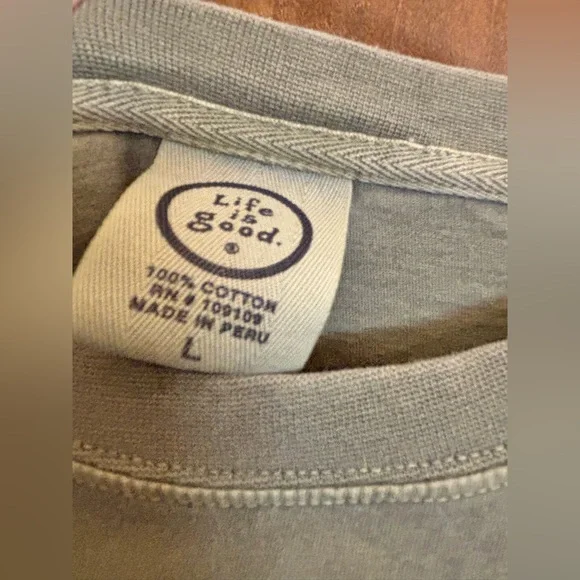 Life
is
good.
®
100% COTTON
RN # 109109
MADE IN PERU
L